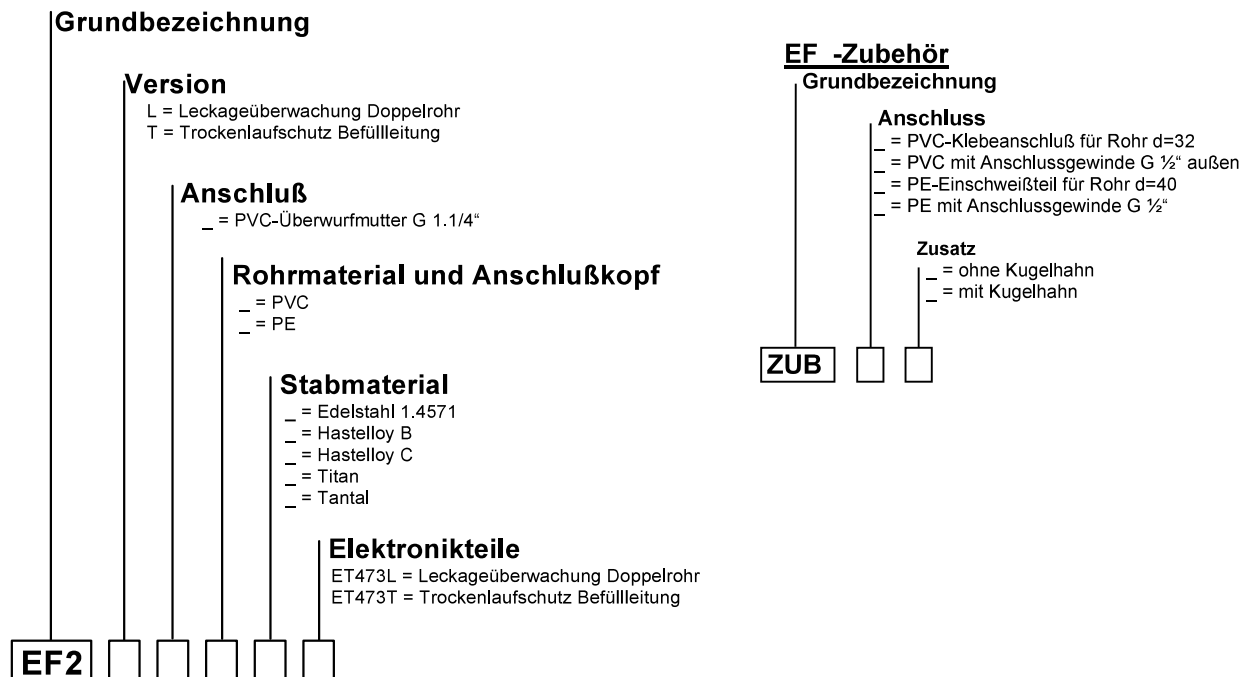 Grundbezeichnung
Version
L = Leckageüberwachung Doppelrohr
T = Trockenlaufschutz Befüllleitung
Anschluß
_ = PVC-Überwurfmutter G 1.1/4“
Rohrmaterial und Anschlußkopf
_ = PVC
_ = PE
Stabmaterial
_ = Edelstahl 1.4571
_ = Hastelloy B
_ = Hastelloy C
_ = Titan
_ = Tantal
Elektronikteile
ET473L = Leckageüberwachung Doppelrohr
ET473T = Trockenlaufschutz Befüllleitung
EF2
EF -Zubehör
Grundbezeichnung
Anschluss
_ = PVC-Klebeanschluß für Rohr d=32
_ = PVC mit Anschlussgewinde G ½“ außen
_ = PE-Einschweißteil für Rohr d=40
_ = PE mit Anschlussgewinde G ½“
Zusatz
_ = ohne Kugelhahn
_ = mit Kugelhahn
ZUB